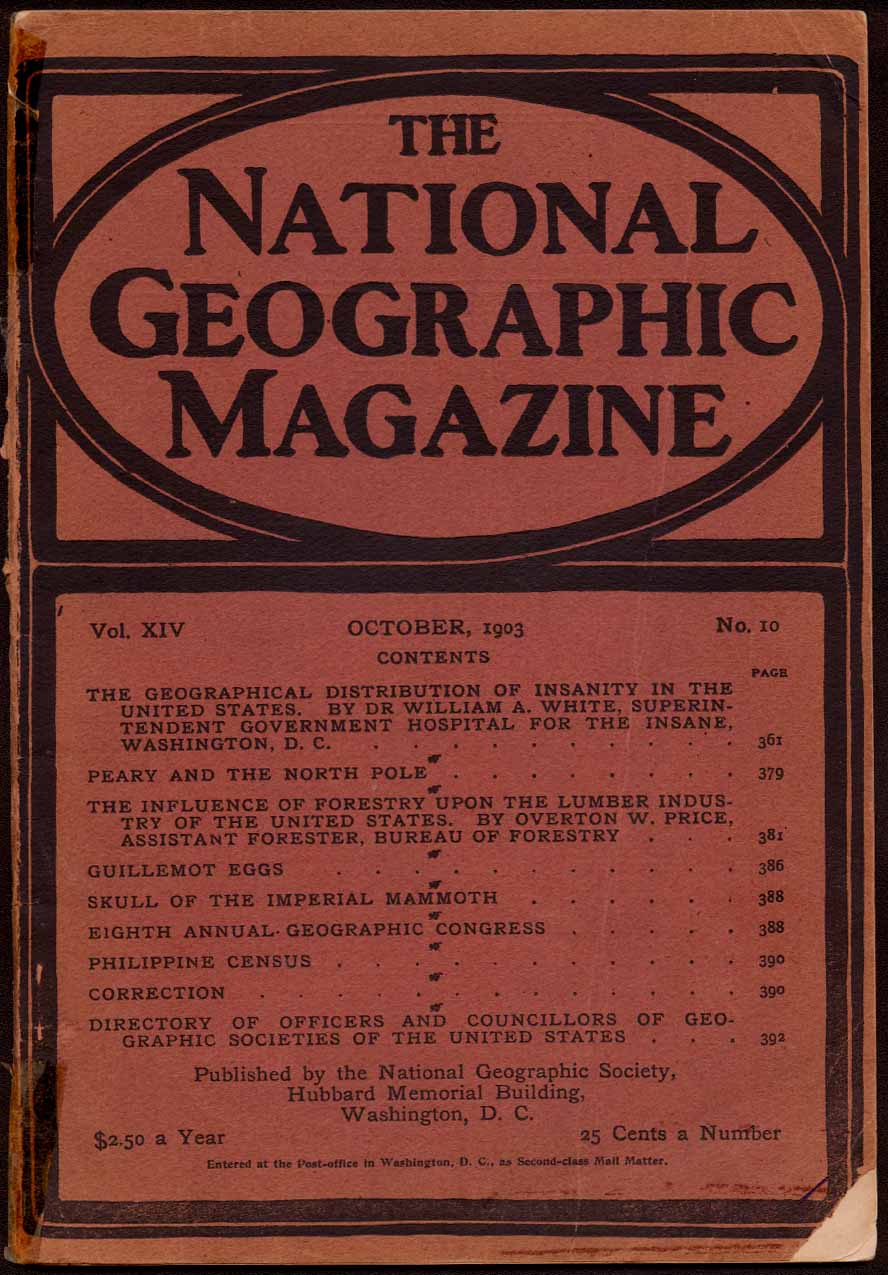 THE
NATIONAL
GEOGRAPHIC
MAGAZINE
Vol. XIV OCTOBER, 1903 No. 10
CONTENTS
PAGE
THE GEOGRAPHICAL DISTRIBUTION OF INSANITY IN THE
UNITED STATES. BY DR WILLIAM A. WHITE, SUPERIN-
TENDENT GOVERNMENT HOSPITAL FOR THE INSANE,
WASHINGTON, D. C. . . . . . . . . . . . 361
PEARY AND THE NORTH POLE . . . . . . . . 379
THE INFLUENCE OF FORESTRY UPON THE LUMBER INDUS-
TRY OF THE UNITED STATES. BY OVERTON W. PRICE,
ASSISTANT FORESTER, BUREAU OF FORESTRY . . . 381
GUILLEMOT EGGS . . . . . . . . . . . 386
SKULL OF THE IMPERIAL MAMMOTH . . . . . . 388
EIGHTH ANNUAL GEOGRAPHIC CONGRESS . . . . . 388
PHILIPPINE CENSUS . . . . . . . . . . . 390
CORRECTION . . . . . . . . . . . . . 390
DIRECTORY OF OFFICERS AND COUNCILLORS OF GEO-
GRAPHIC SOCIETIES OF THE UNITED STATES . . . 392
Published by the National Geographic Society,
Hubbard Memorial Building,
Washington, D. C.
$2.50 a Year 25 Cents a Number
Entered at the Post-office in Washington, D. C., as Second-class Mail Matter.